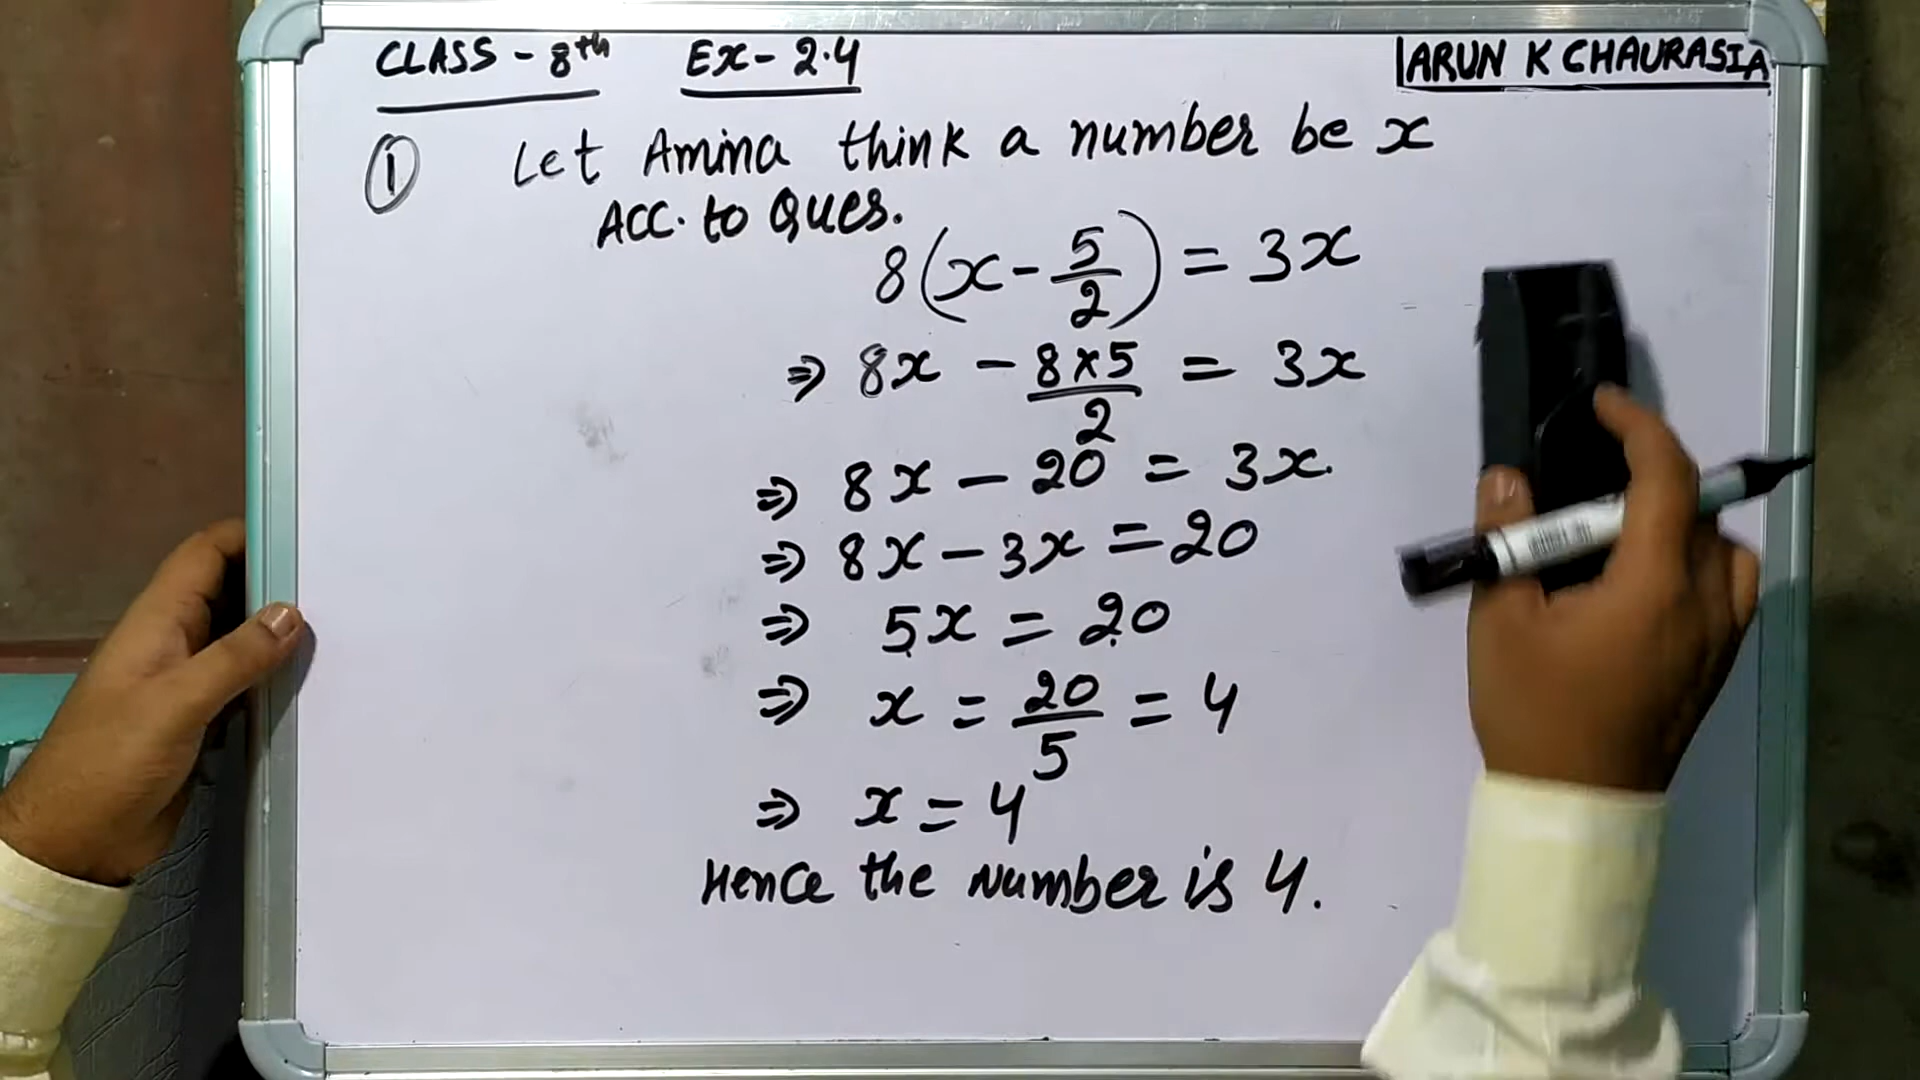 CLASS - 8th EX - 2.4 ARUN K CHAURASIA
① Let Amina think a number be x
ACC. to Ques.
8(x - 5/2) = 3x
⇒ 8x - 8×5/2 = 3x
⇒ 8x - 20 = 3x.
⇒ 8x - 3x = 20
⇒ 5x = 20
⇒ x = 20/5 = 4
⇒ x = 4
Hence the Number is 4.